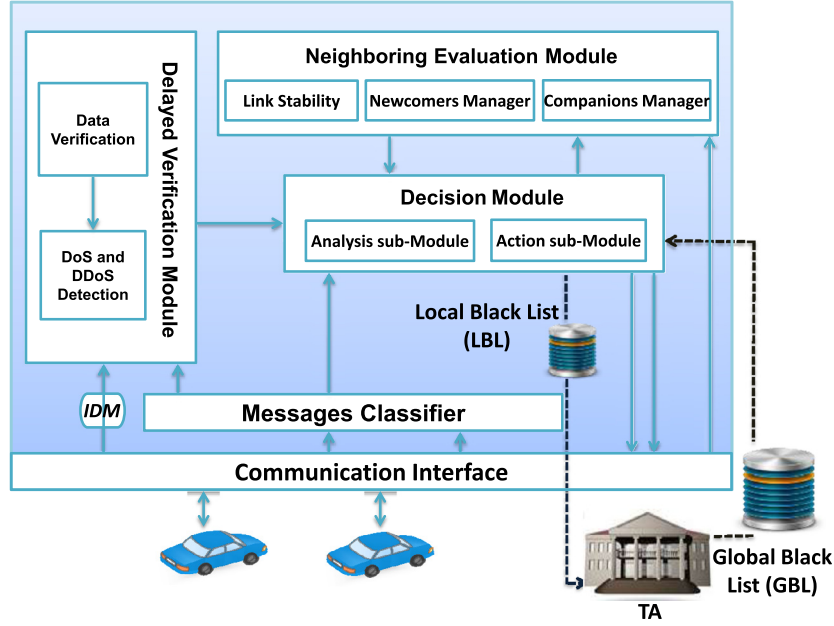 Neighboring Evaluation Module
Link Stability
Newcomers Manager
Companions Manager
Delayed Verification Module
Data
Verification
DoS and
DDoS
Detection
Decision Module
Analysis sub-Module
Action sub-Module
Local Black List
(LBL)
IDM
Messages Classifier
Communication Interface
Global Black
List (GBL)
TA